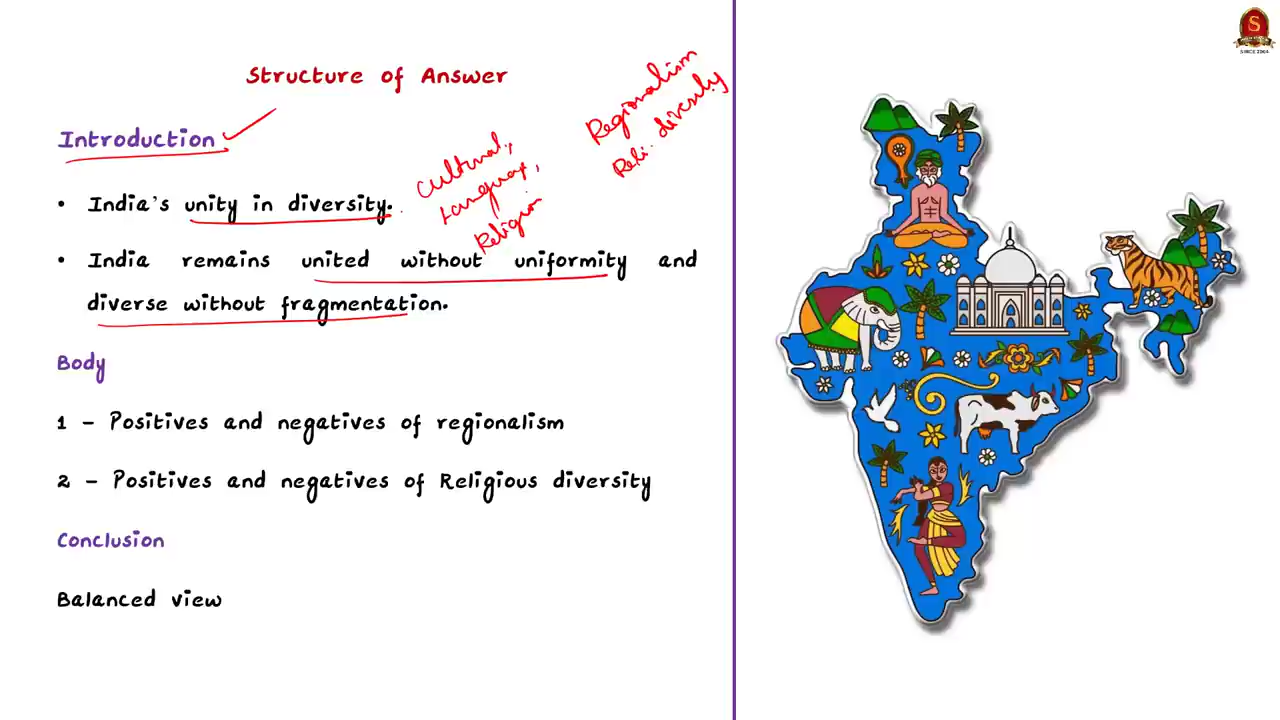 Structure of Answer
Introduction
• India's unity in diversity.
Cultural,
Language,
Religion
Regionalism
Reli. diversity
• India remains united without uniformity and
diverse without fragmentation.
Body
1 - Positives and negatives of regionalism
2 - Positives and negatives of Religious diversity
Conclusion
Balanced view
S
SINCE 2004